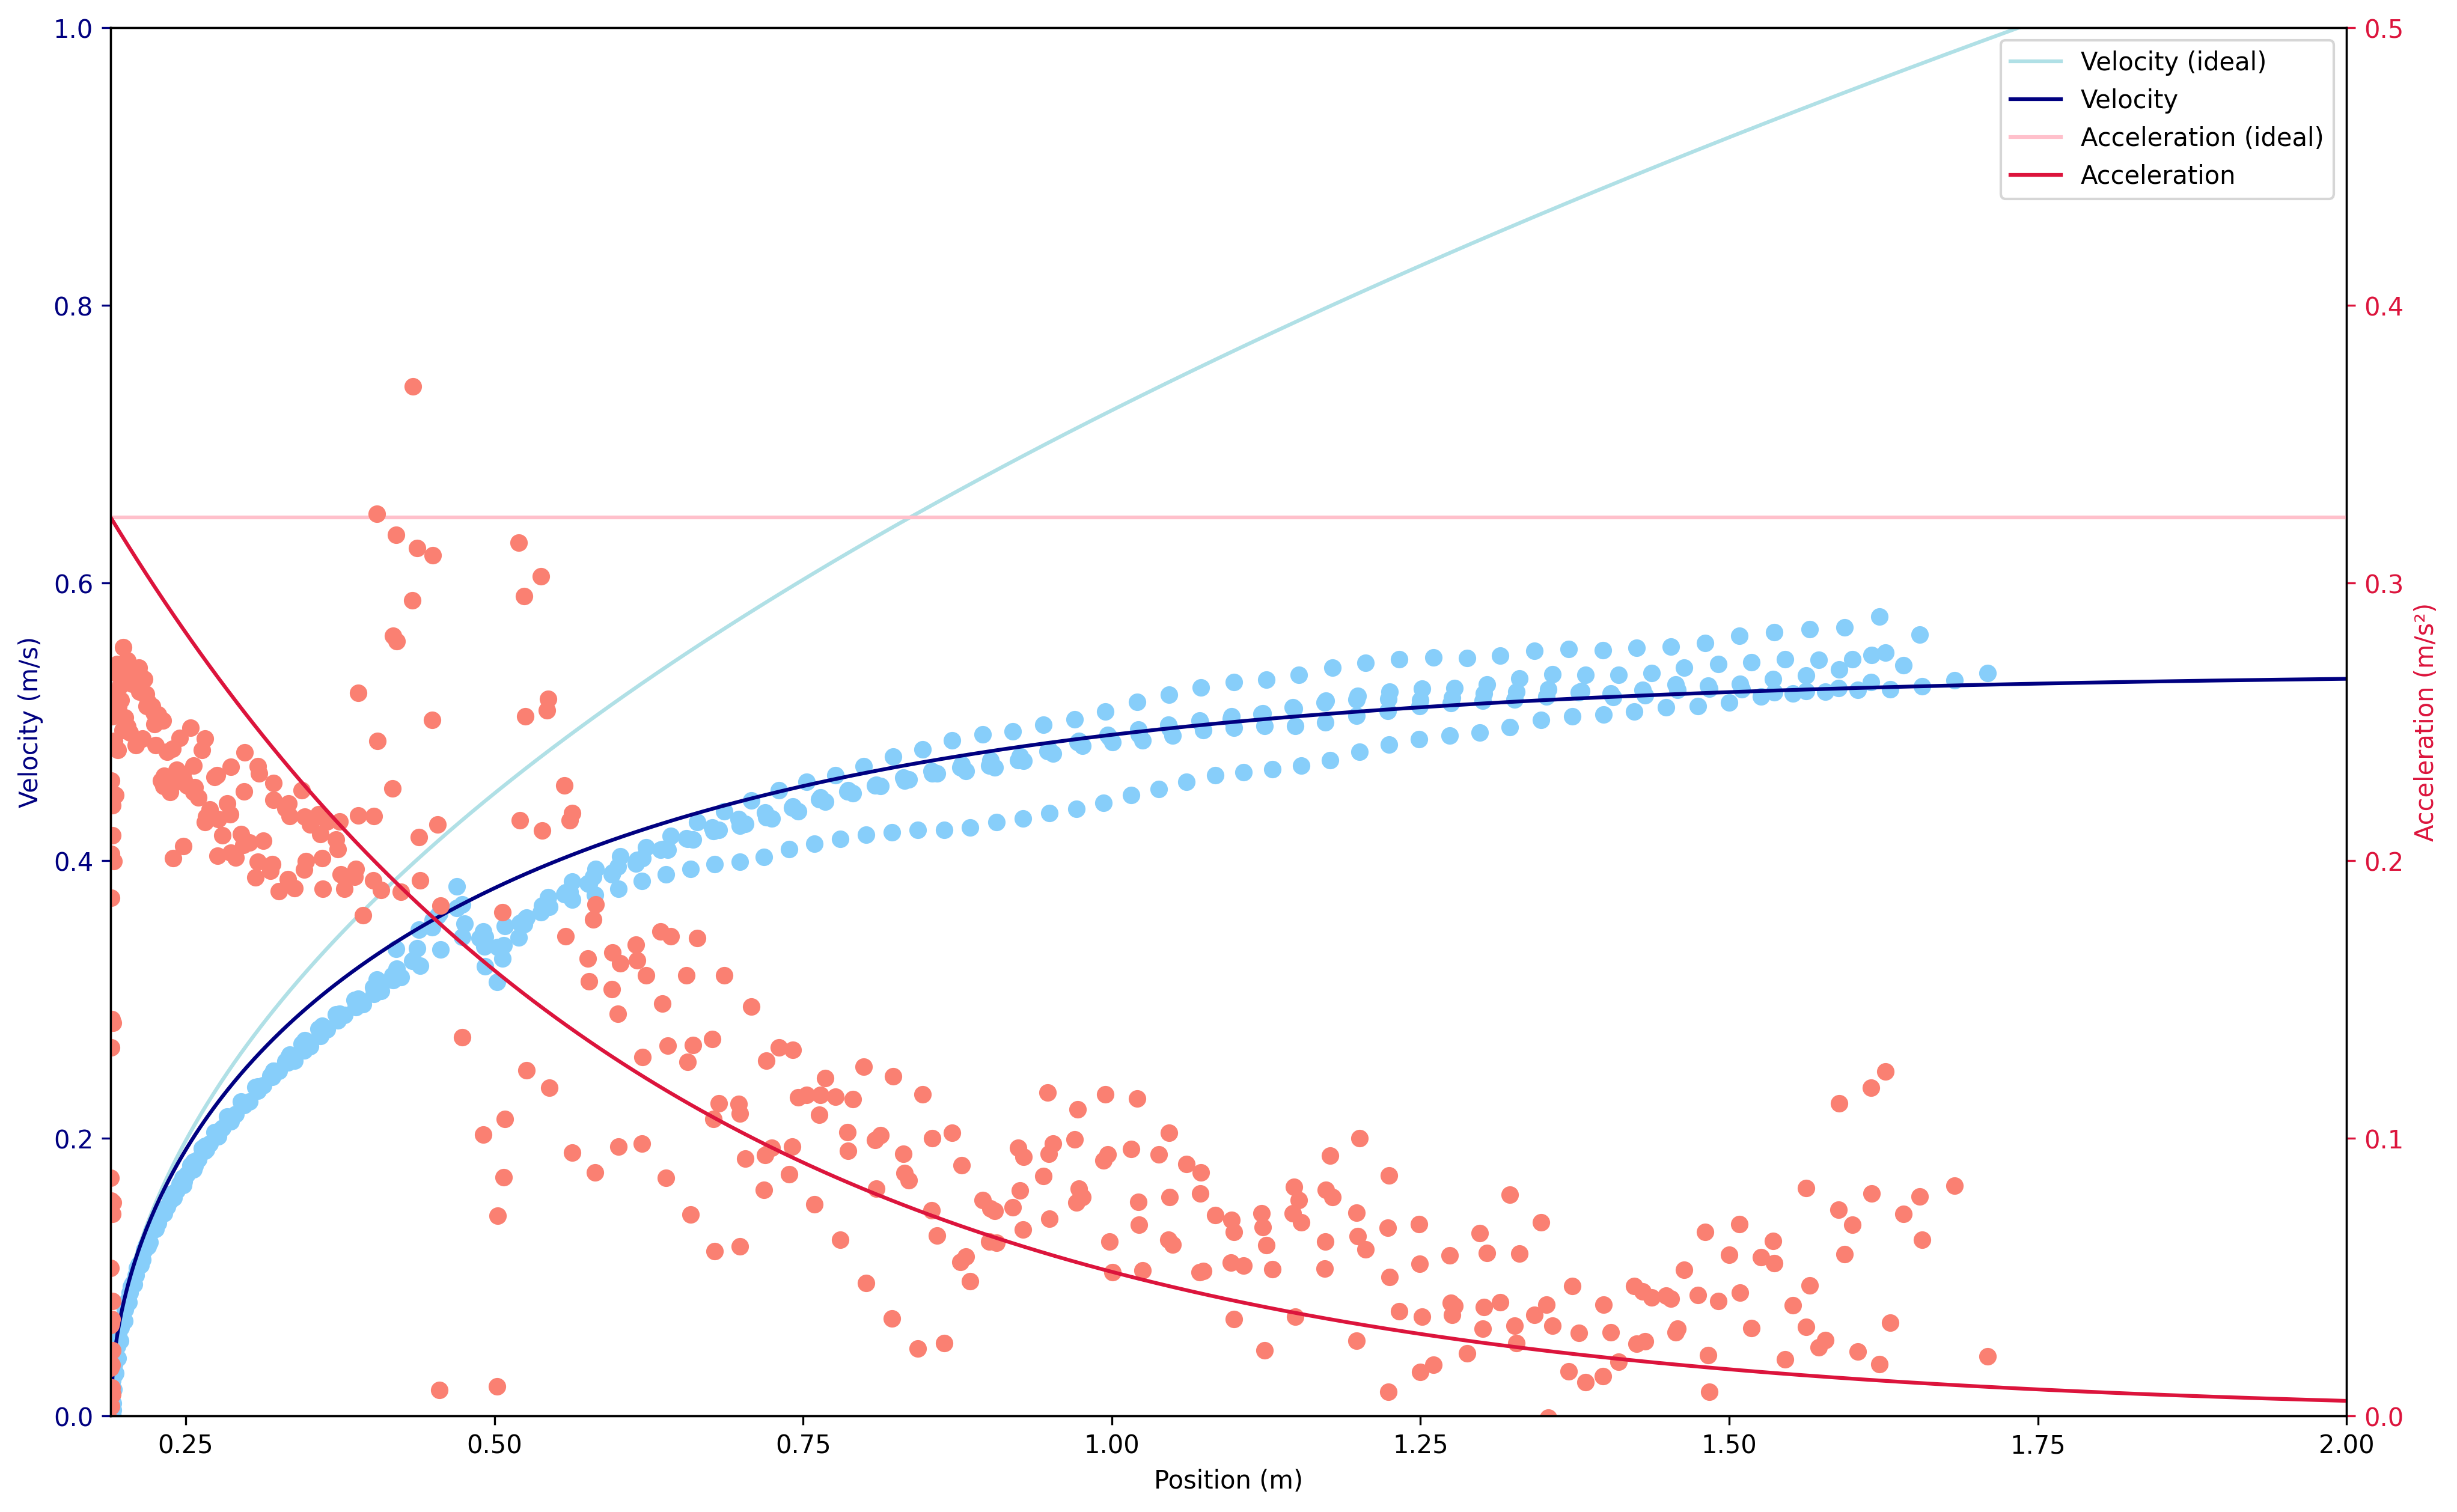 1.0
0.8
0.6
0.4
0.2
0.0
Velocity (m/s)
0.5
0.4
0.3
0.2
0.1
0.0
Acceleration (m/s²)
Velocity (ideal)
Velocity
Acceleration (ideal)
Acceleration
0.25 0.50 0.75 1.00 1.25 1.50 1.75 2.00
Position (m)